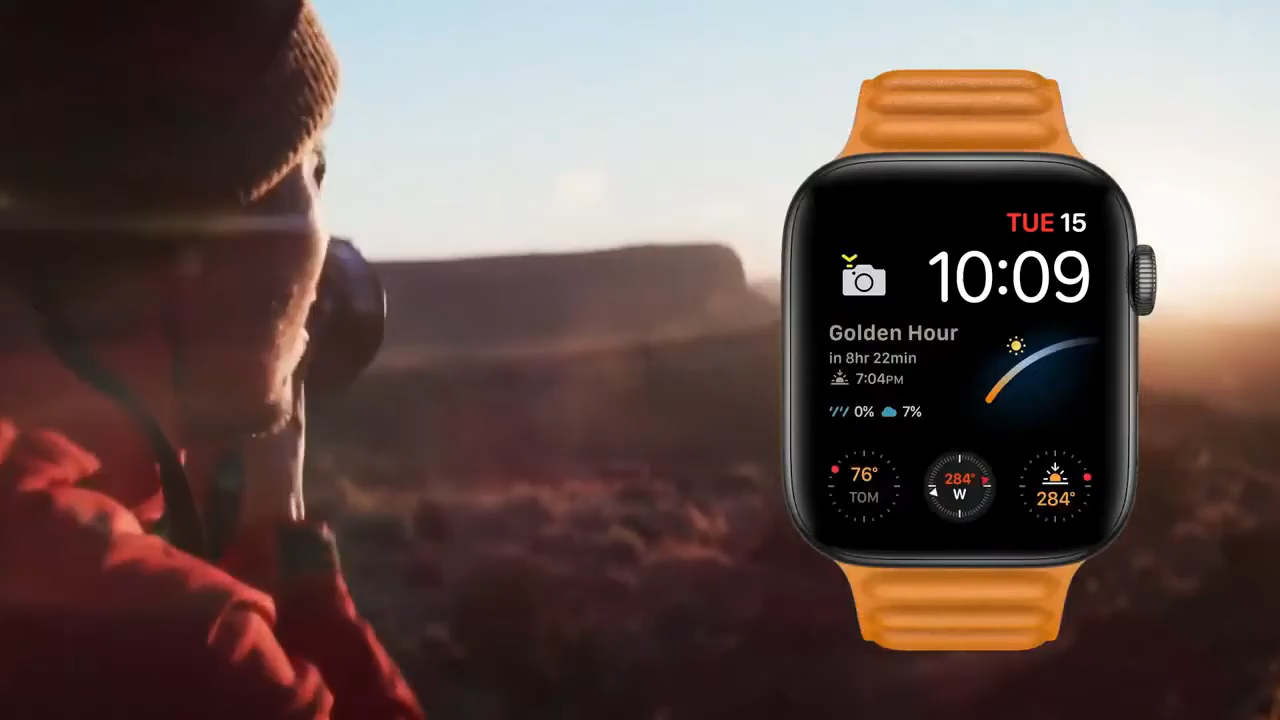 TUE 15
10:09
Golden Hour
in 8hr 22min
7:04PM
0% 7%
76°
TOM
284°
W
284°